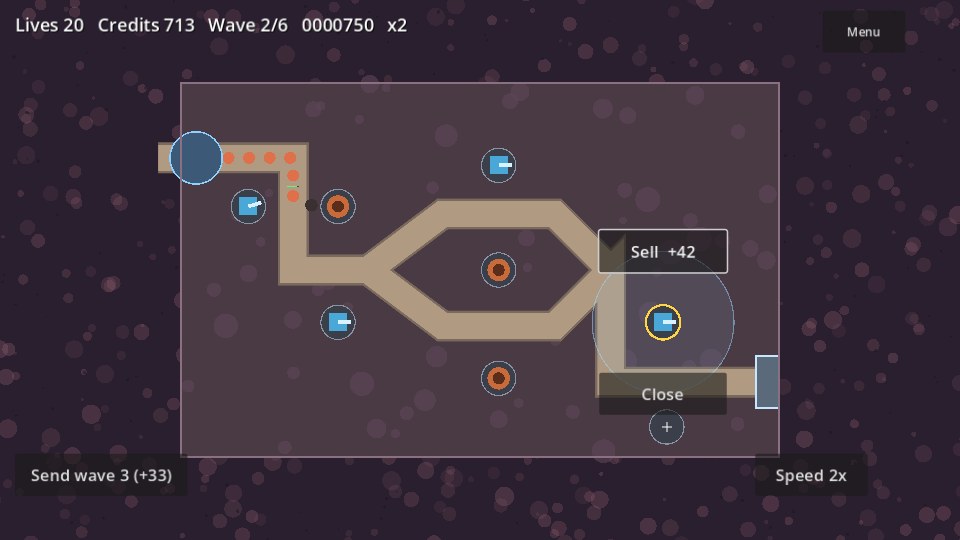 Lives 20 Credits 713 Wave 2/6 0000750 x2
Menu
Sell +42
Close
+
Send wave 3 (+33)
Speed 2x